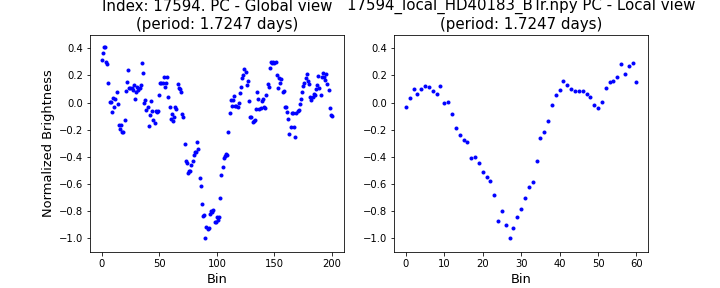 Index: 17594. PC - Global view
(period: 1.7247 days)
17594_local_HD40183_BTr.npy PC - Local view
(period: 1.7247 days)
Normalized Brightness
0.4
0.2
0.0
−0.2
−0.4
−0.6
−0.8
−1.0
0 50 100 150 200
Bin
0.4
0.2
0.0
−0.2
−0.4
−0.6
−0.8
−1.0
0 10 20 30 40 50 60
Bin